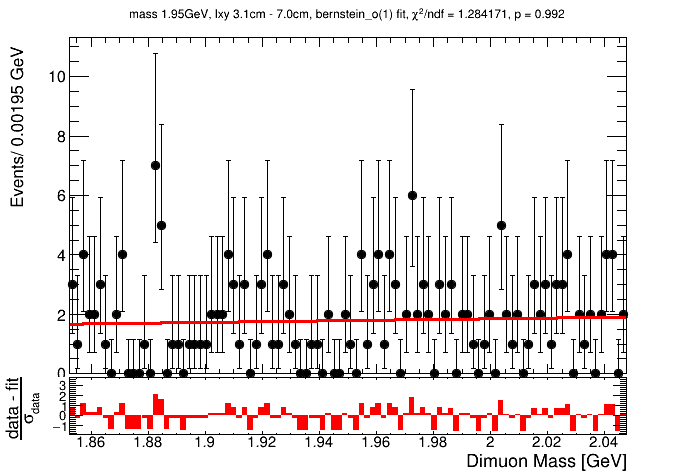 mass 1.95GeV, lxy 3.1cm - 7.0cm, bernstein_o(1) fit, χ²/ndf = 1.284171, p = 0.992
Events/ 0.00195 GeV
10
8
6
4
2
0
data - fit
σdata
3
2
1
0
−1
1.86 1.88 1.9 1.92 1.94 1.96 1.98 2 2.02 2.04
Dimuon Mass [GeV]